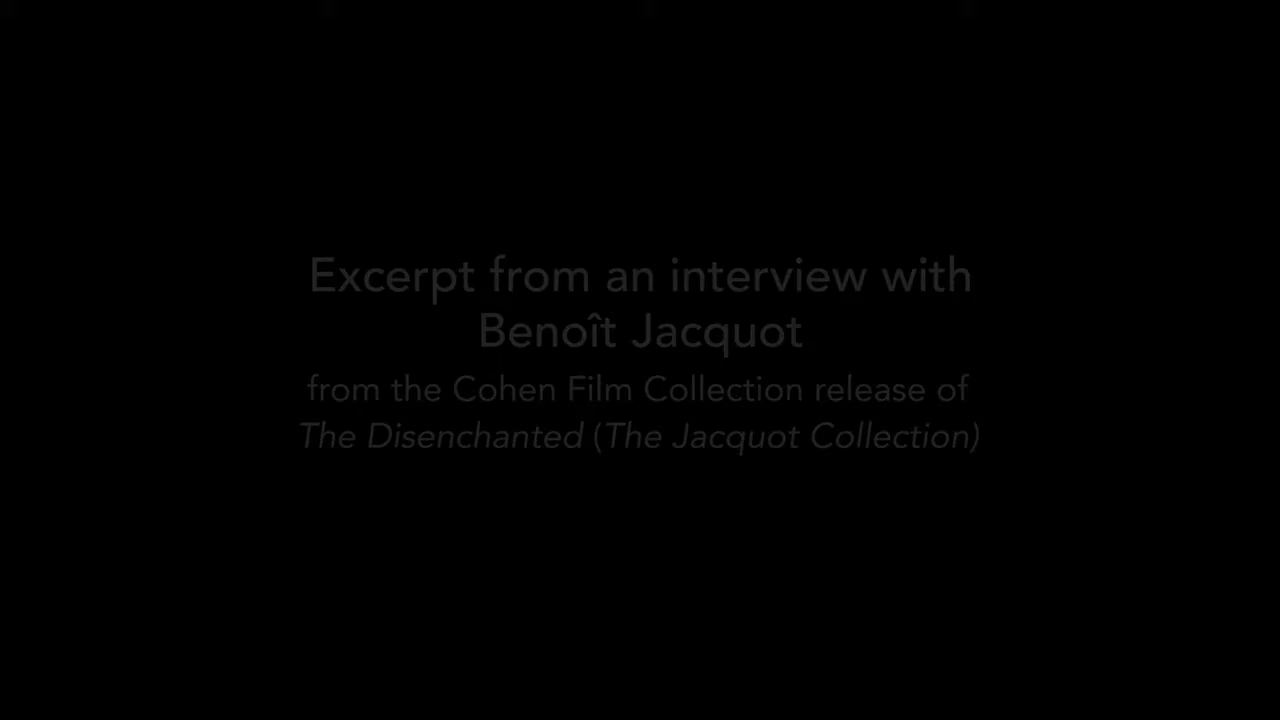 Excerpt from an interview with
Benoît Jacquot
from the Cohen Film Collection release of
The Disenchanted (The Jacquot Collection)